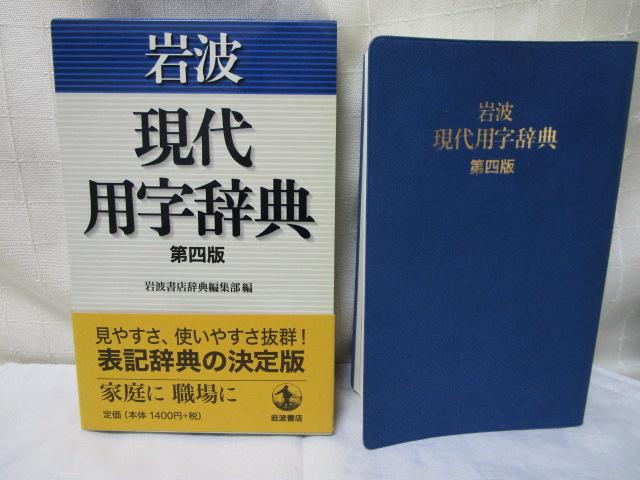 岩波
現代
用字辞典
第四版
岩波書店辞典編集部 編
見やすさ、使いやすさ抜群！
表記辞典の決定版
家庭に 職場に
定価（本体 1400円+税）
岩波書店
岩波
現代用字辞典
第四版